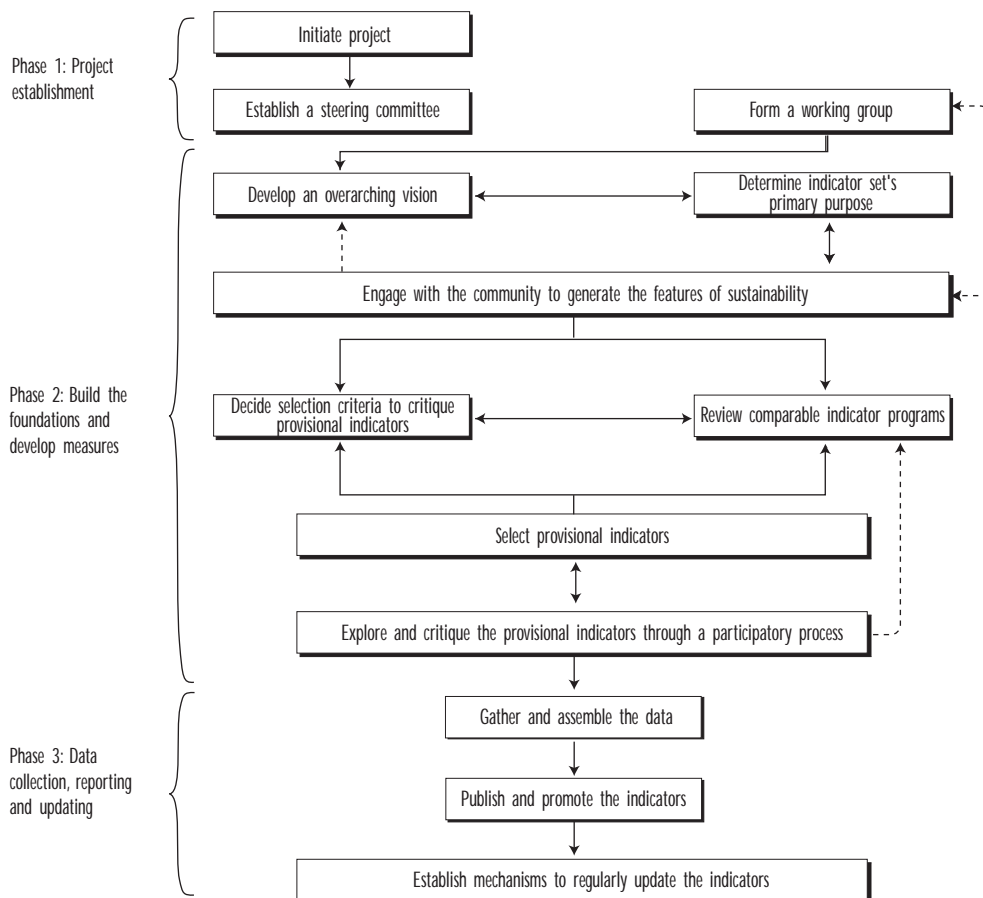 Initiate project
Phase 1: Project
establishment
Establish a steering committee
Form a working group
Develop an overarching vision
Determine indicator set's
primary purpose
Engage with the community to generate the features of sustainability
Phase 2: Build the
foundations and
develop measures
Decide selection criteria to critique
provisional indicators
Review comparable indicator programs
Select provisional indicators
Explore and critique the provisional indicators through a participatory process
Gather and assemble the data
Phase 3: Data
collection, reporting
and updating
Publish and promote the indicators
Establish mechanisms to regularly update the indicators